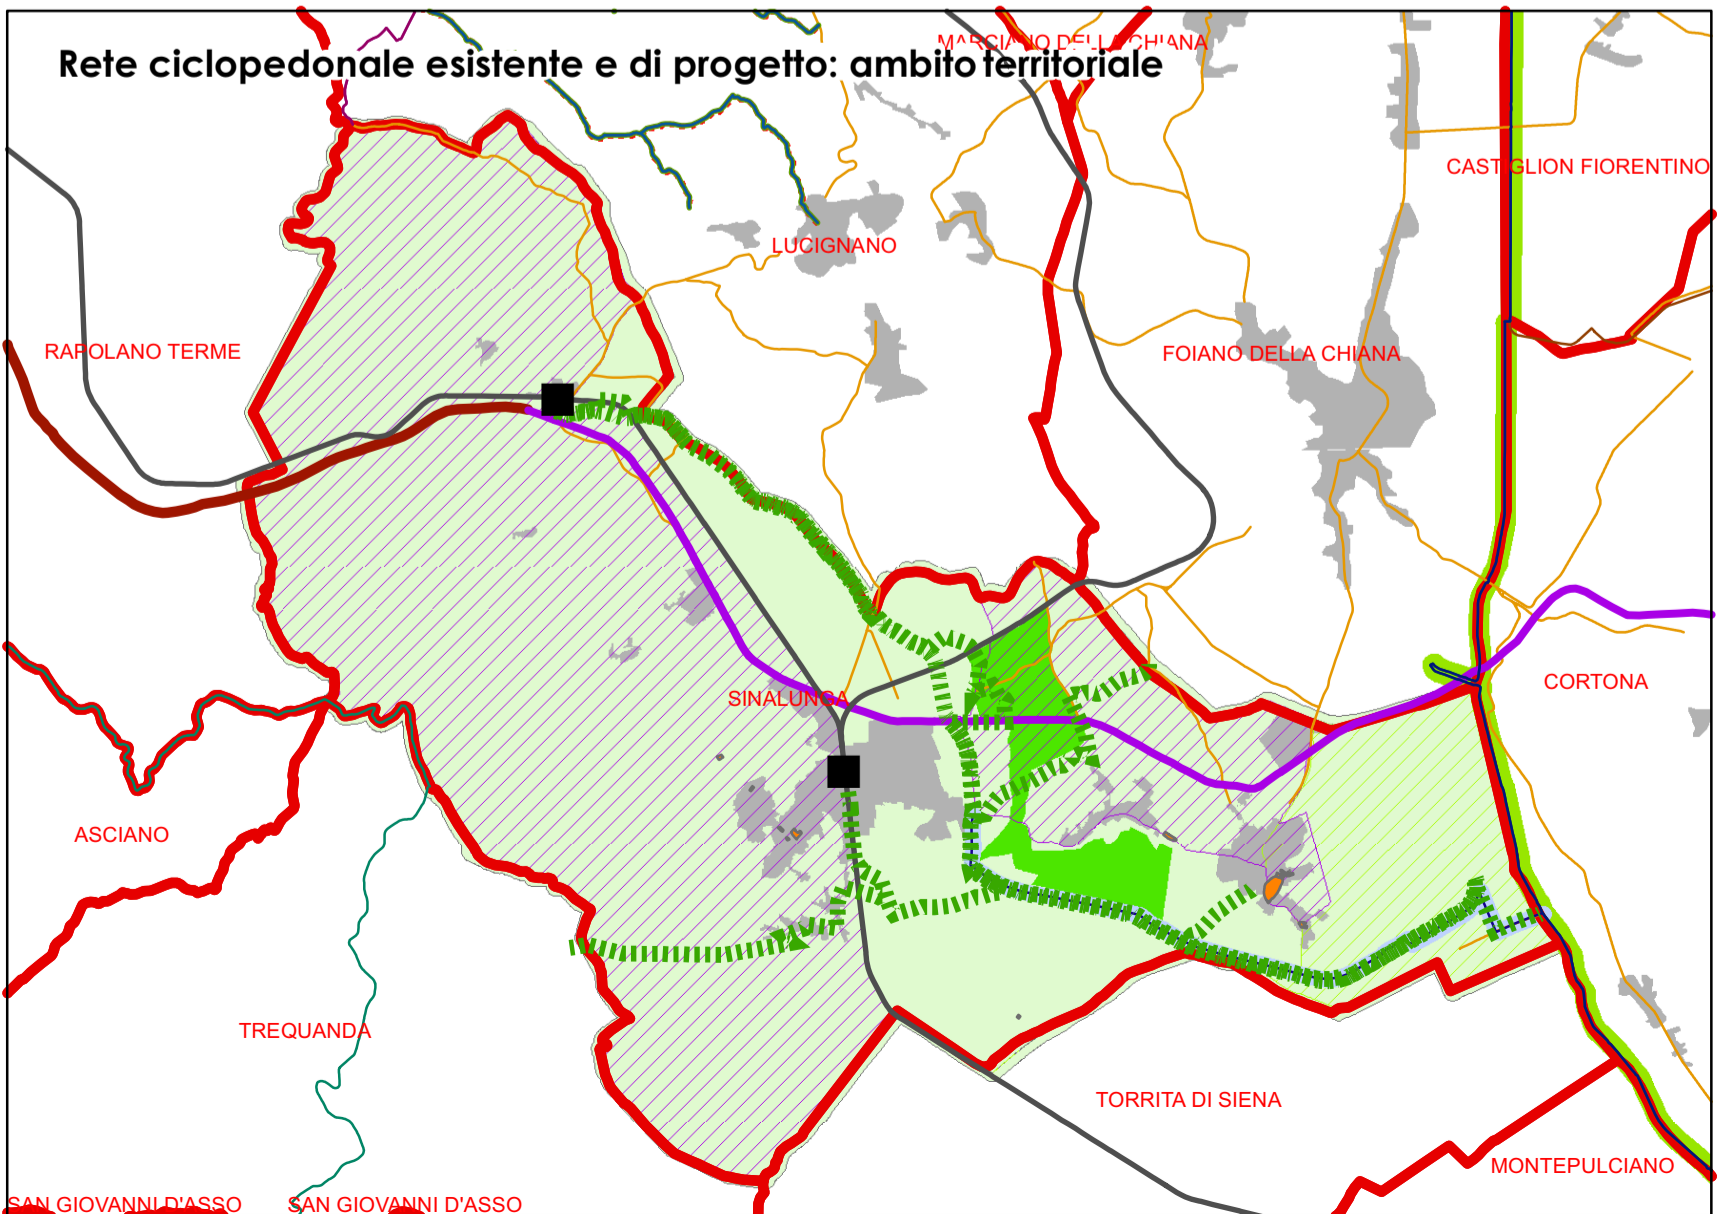 MARCIANO DELLA CHIANA
Rete ciclopedonale esistente e di progetto: ambito territoriale
CASTIGLION FIORENTINO
LUCIGNANO
RAPOLANO TERME
FOIANO DELLA CHIANA
CORTONA
SINALUNGA
ASCIANO
TREQUANDA
TORRITA DI SIENA
MONTEPULCIANO
SAN GIOVANNI D'ASSO
SAN GIOVANNI D'ASSO